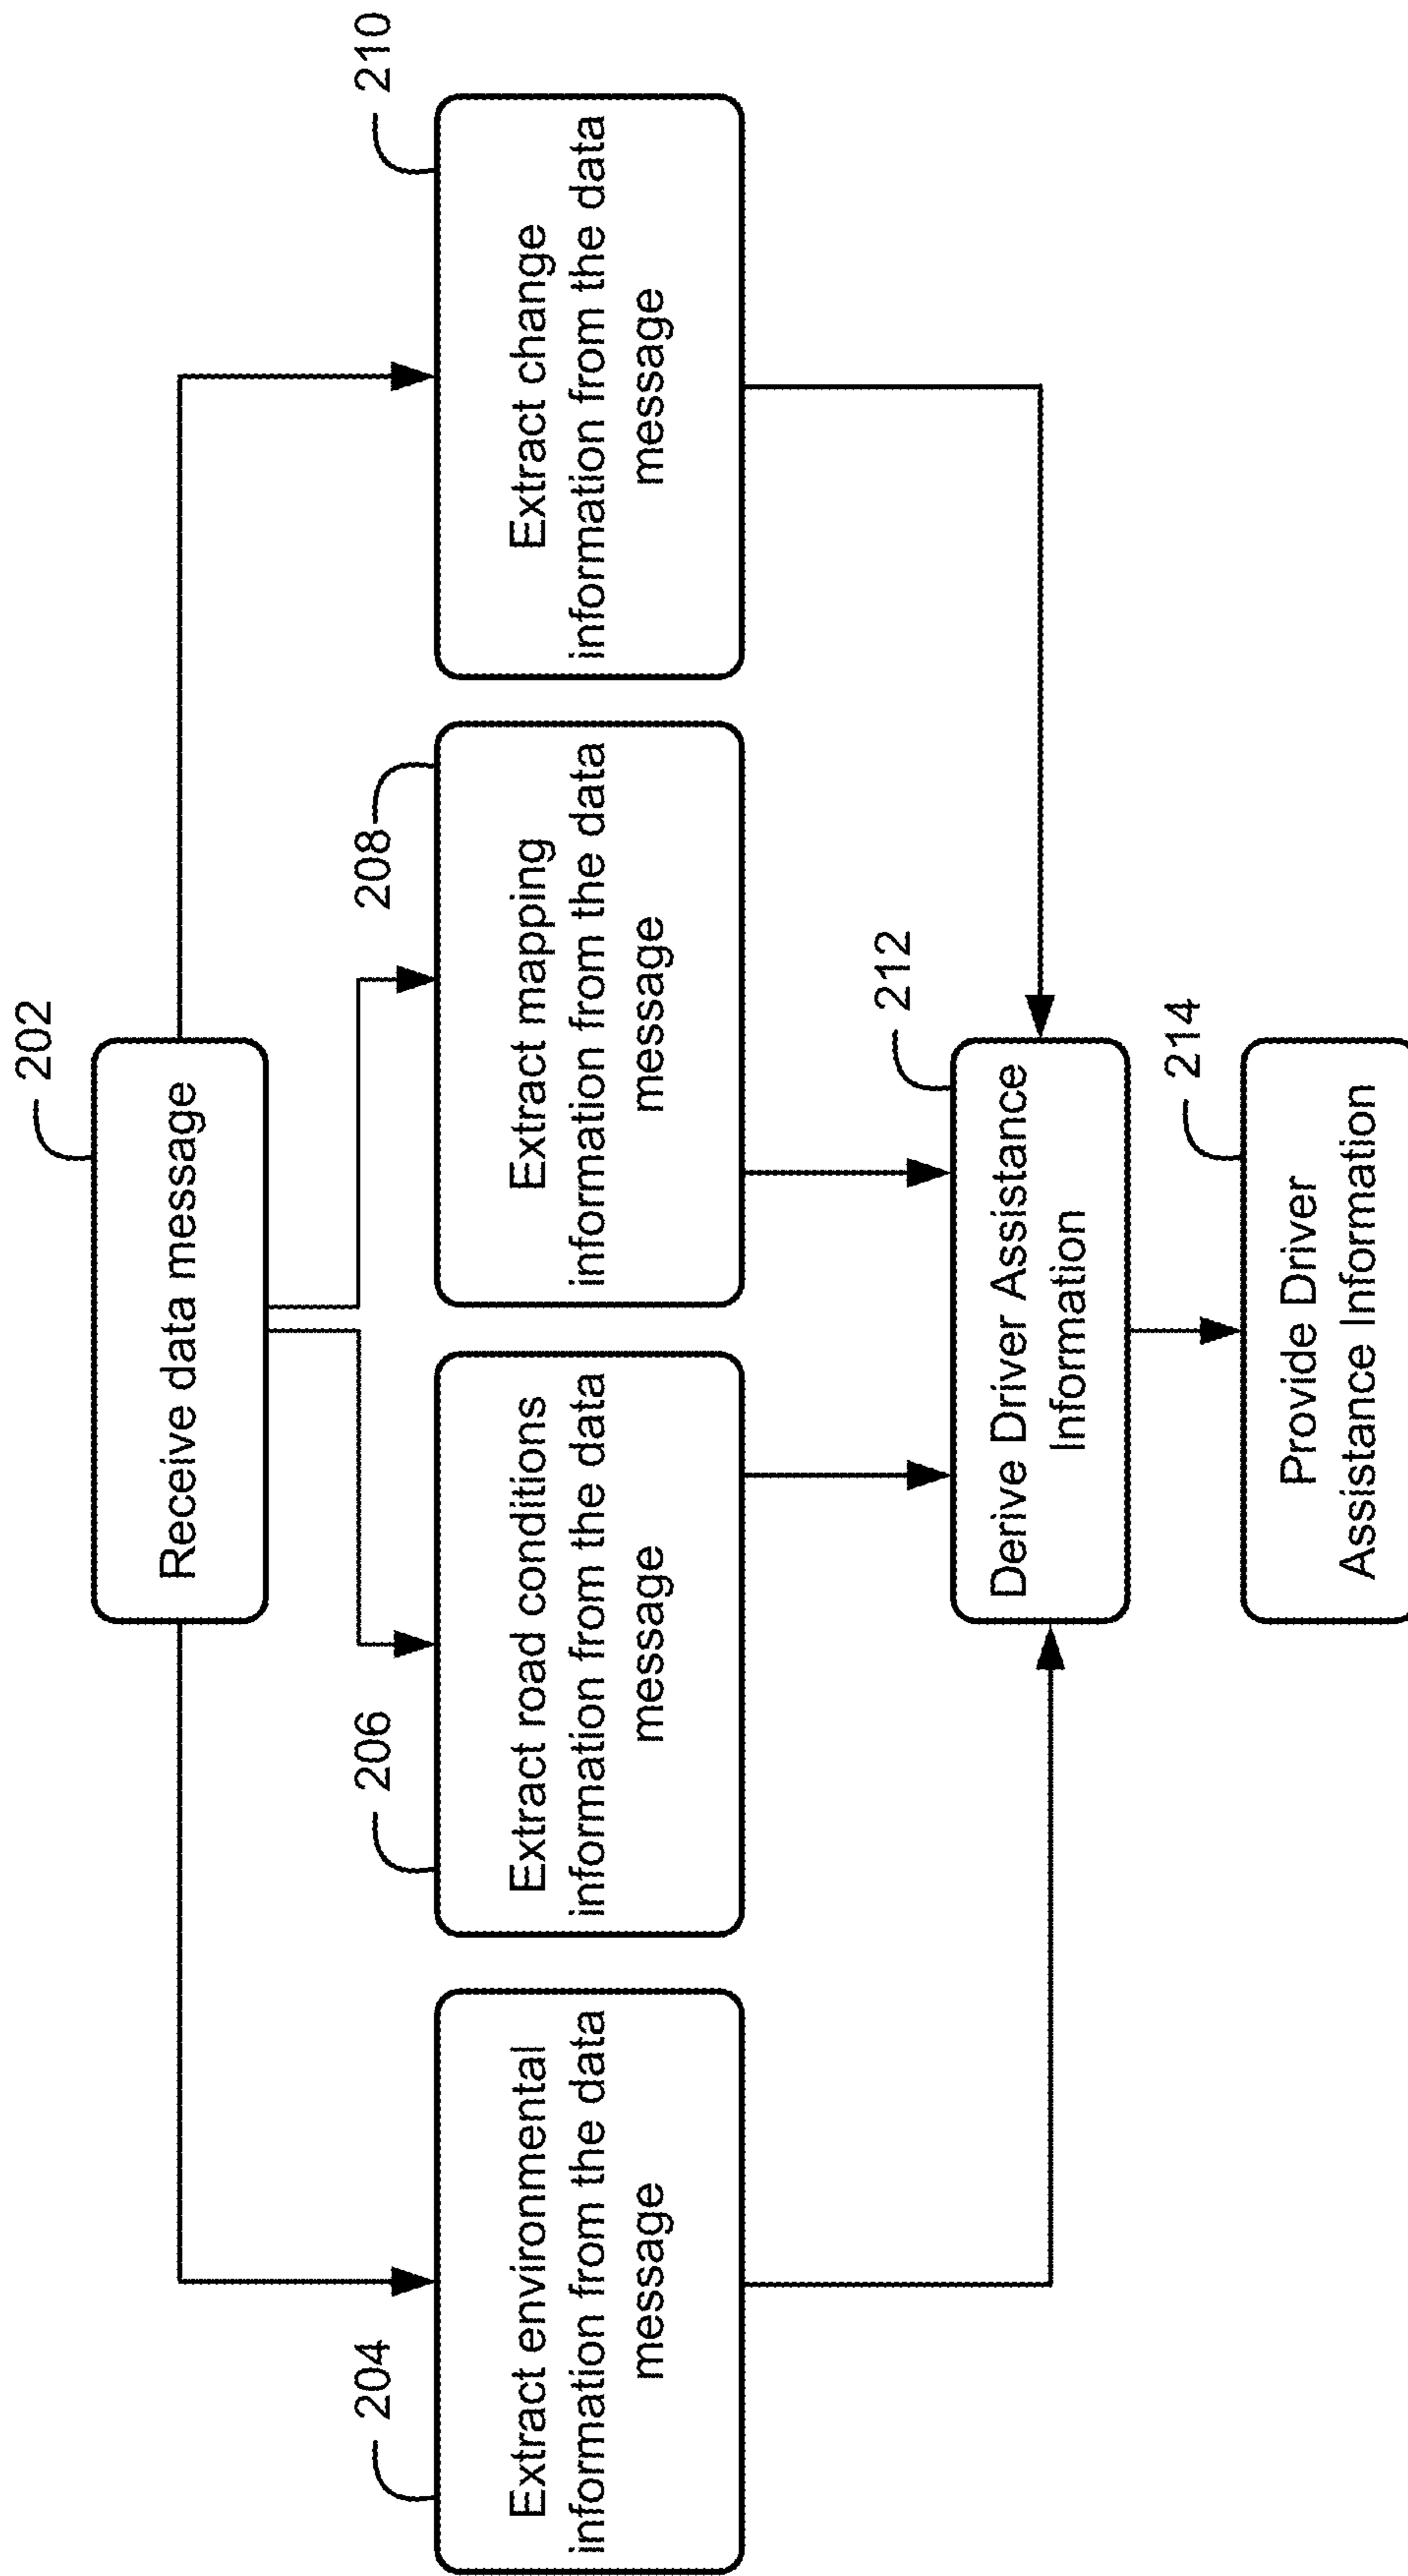 202
Receive data message
204
Extract environmental
information from the data
message
206
Extract road conditions
information from the data
message
208
Extract mapping
information from the data
message
210
Extract change
information from the data
message
212
Derive Driver Assistance
Information
214
Provide Driver
Assistance Information